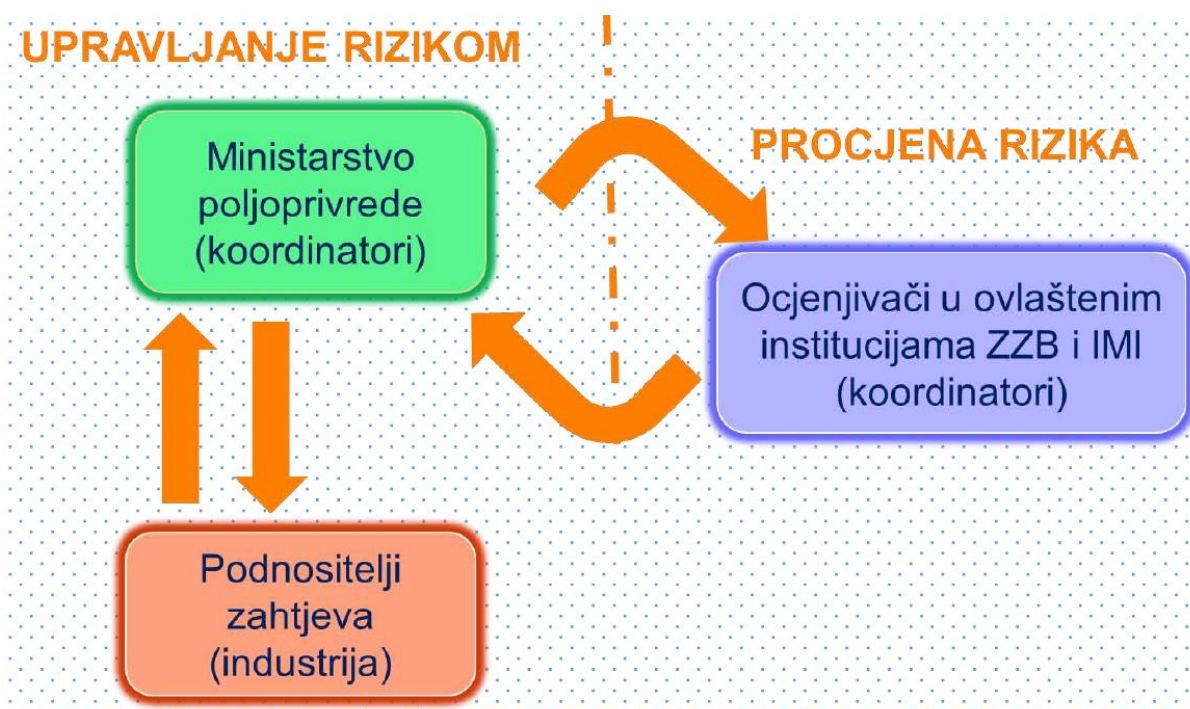 UPRAVLJANJE RIZIKOM
Ministarstvo
poljoprivrede
(koordinatori)
PROCJENA RIZIKA
Ocjenjivači u ovlaštenim
institucijama ZZB i IMI
(koordinatori)
Podnositelji
zahtjeva
(industrija)